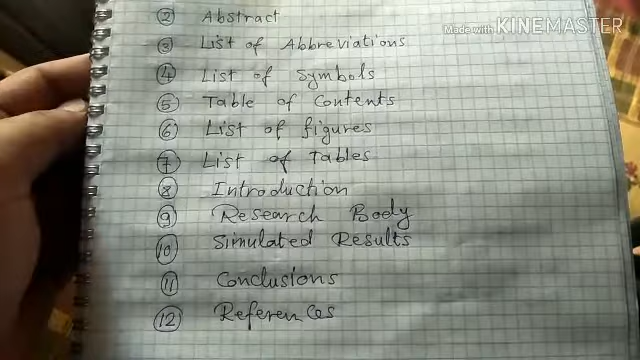 Made with KINEMASTER
② Abstract
③ List of Abbreviations
④ List of Symbols
⑤ Table of Contents
⑥ List of figures
⑦ List of Tables
⑧ Introduction
⑨ Research Body
⑩ Simulated Results
⑪ Conclusions
⑫ References